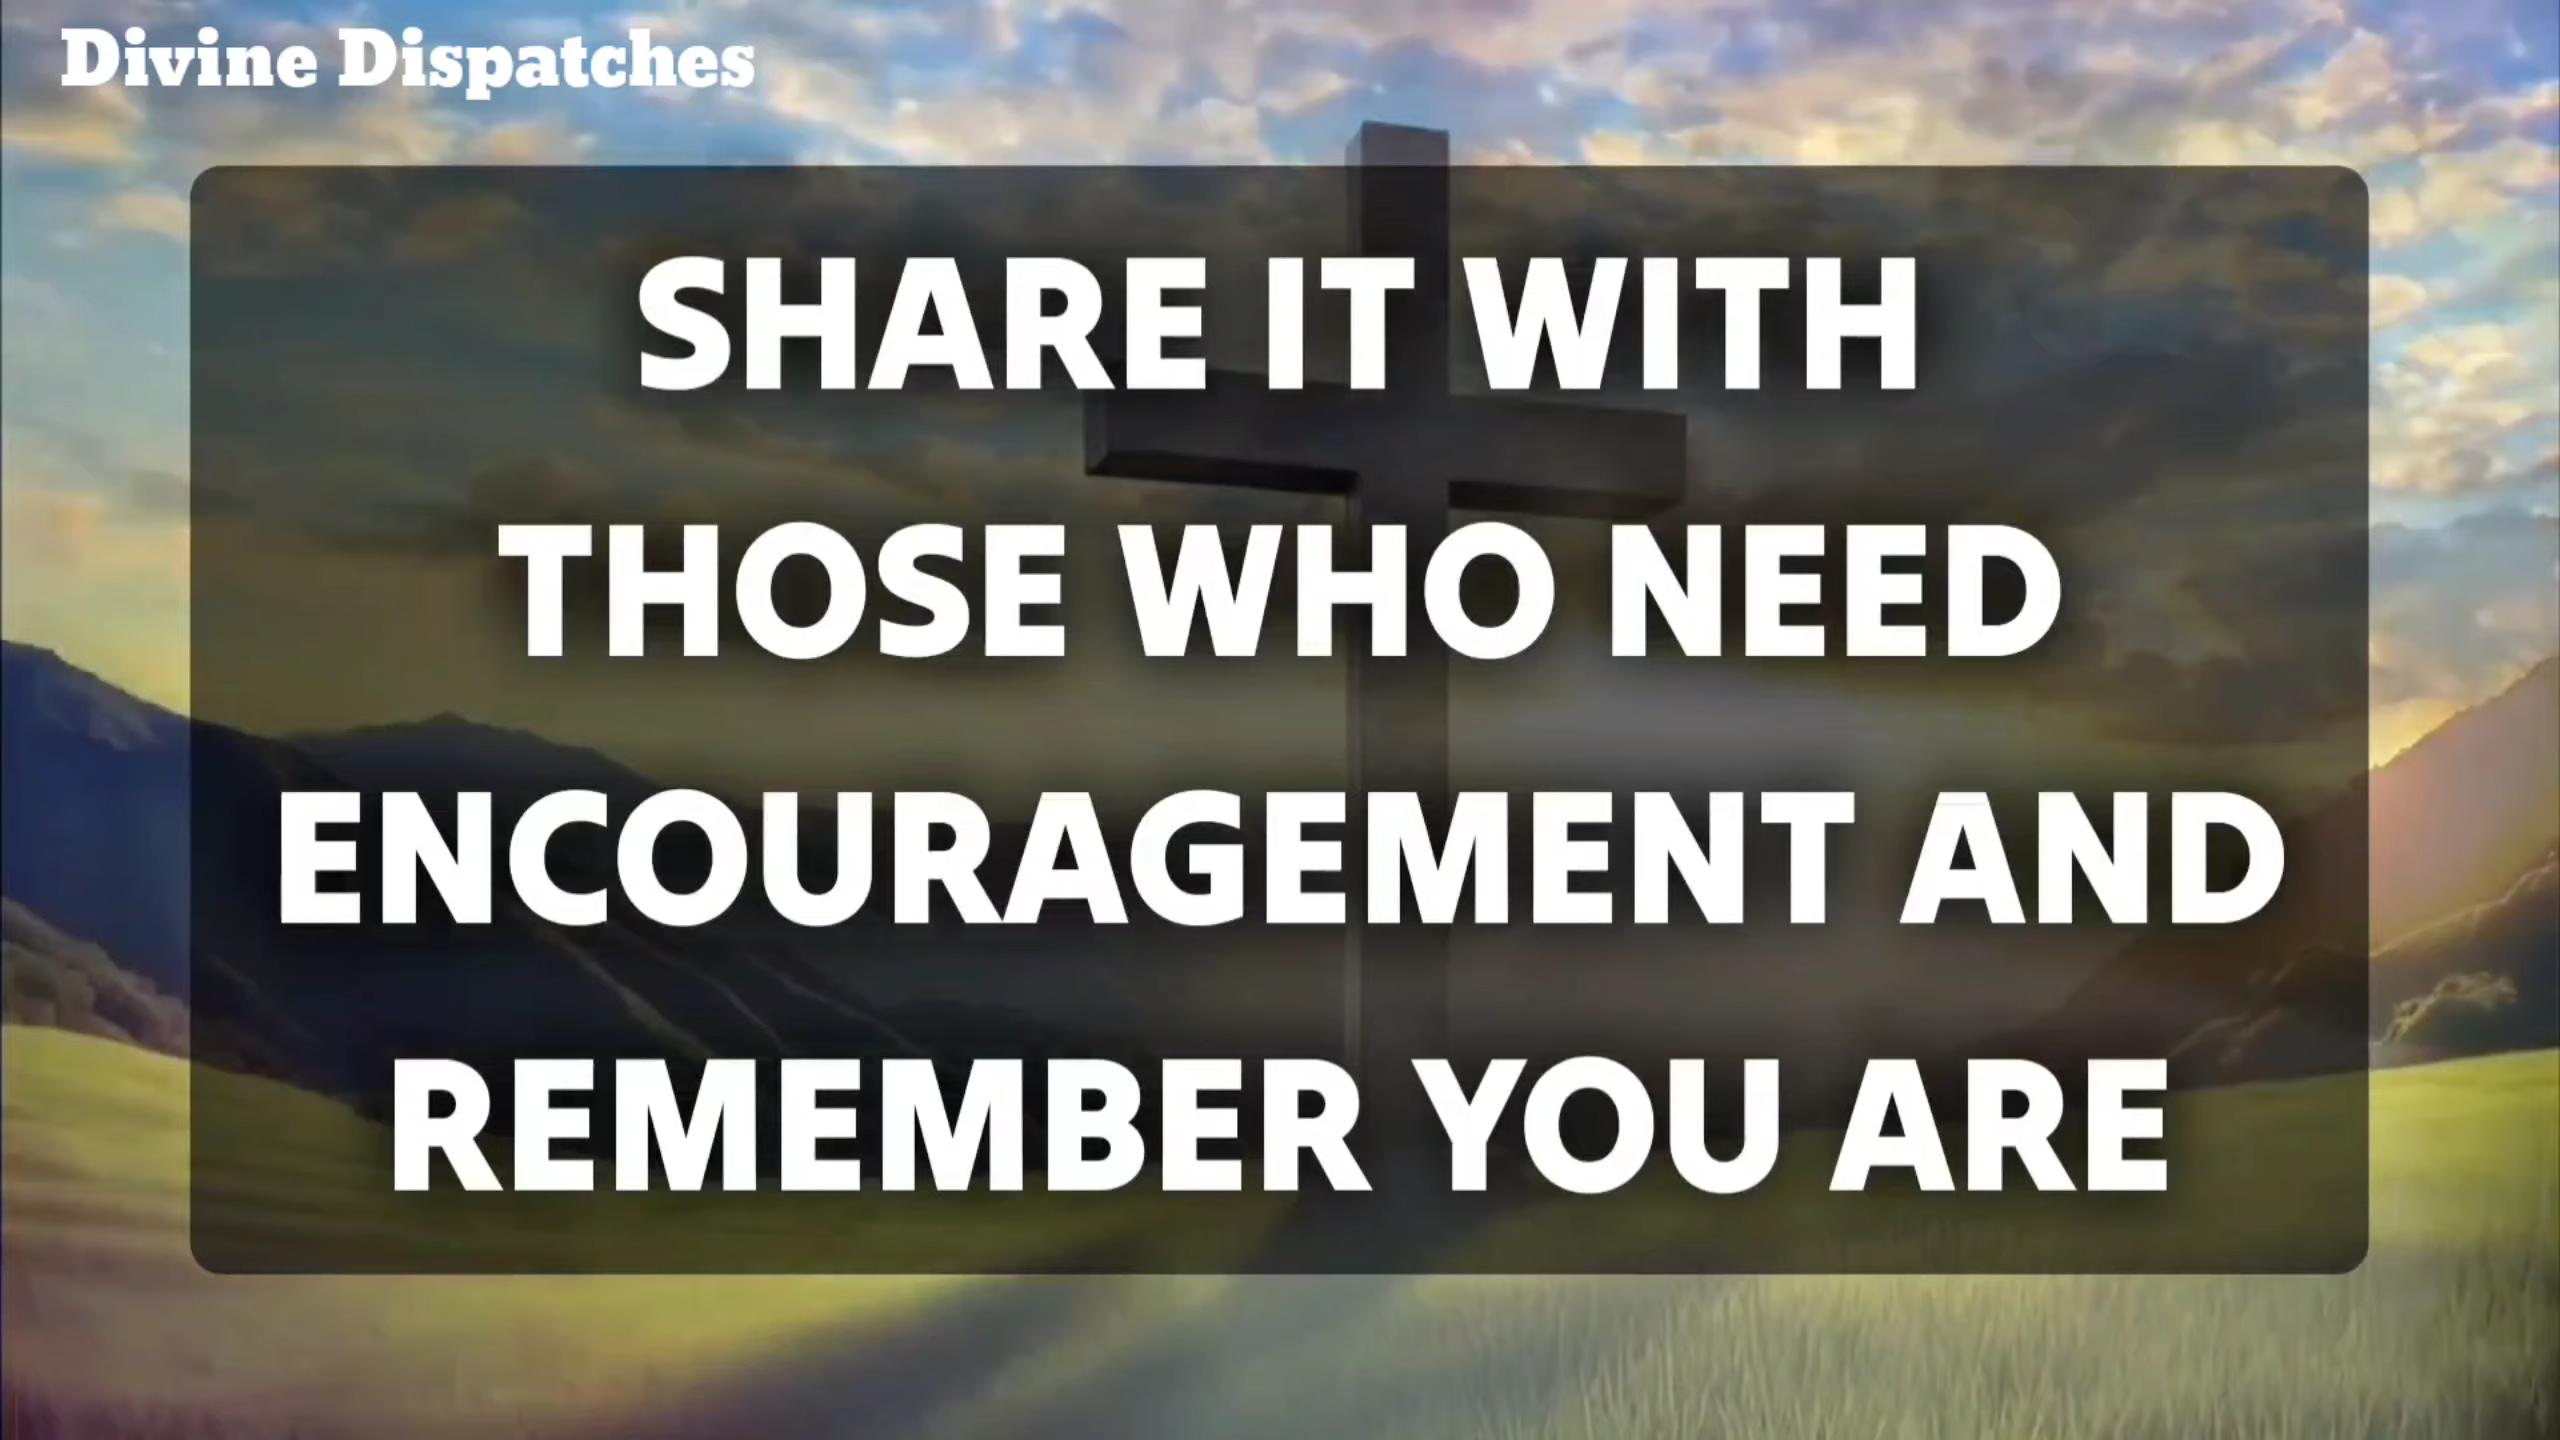 Divine Dispatches
SHARE IT WITH
THOSE WHO NEED
ENCOURAGEMENT AND
REMEMBER YOU ARE